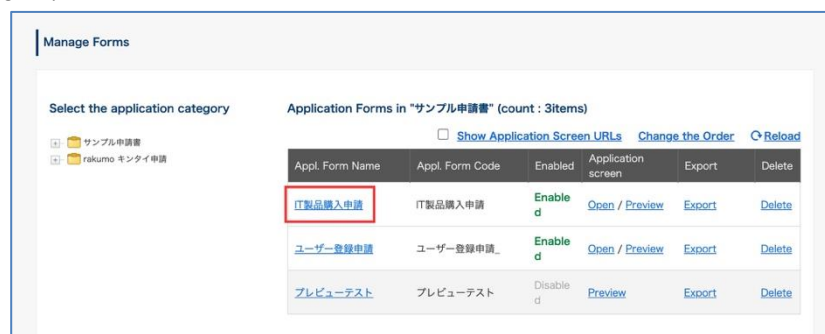 Manage Forms
Select the application category
サンプル申請書
rakumo キンタイ申請
Application Forms in "サンプル申請書" (count : 3items)
Show Application Screen URLs Change the Order Reload
Appl. Form Name Appl. Form Code Enabled Application screen Export Delete
IT製品購入申請 IT製品購入申請 Enabled Open / Preview Export Delete
ユーザー登録申請 ユーザー登録申請_ Enabled Open / Preview Export Delete
プレビューテスト プレビューテスト Disabled Preview Export Delete